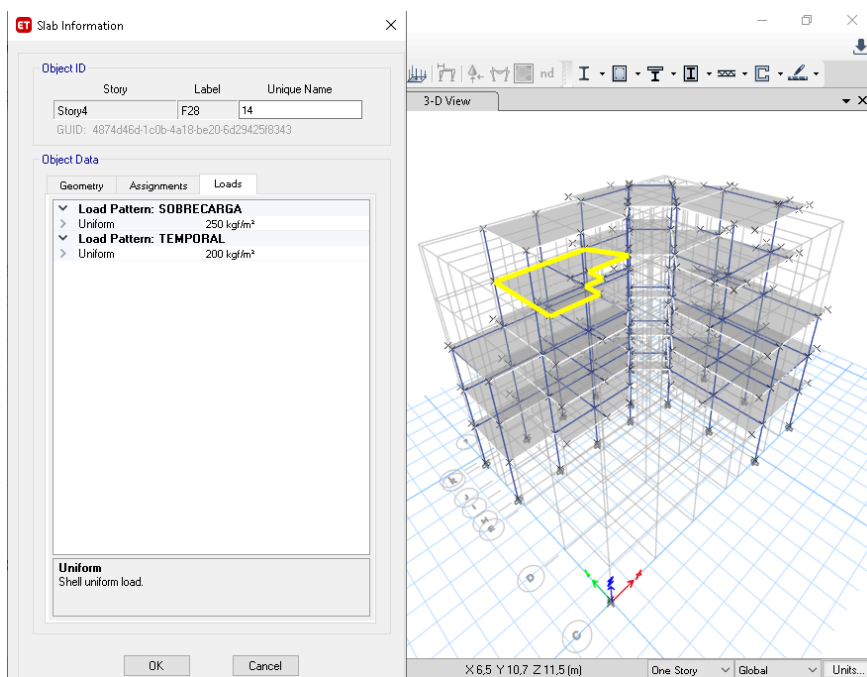 ET Slab Information
Object ID
Story Label Unique Name
Story4 F28 14
GUID: 4874d46d-1c0b-4a18-be20-6d29425f8343
Object Data
Geometry Assignments Loads
Load Pattern: SOBRECARGA
Uniform 250 kgf/m²
Load Pattern: TEMPORAL
Uniform 200 kgf/m²
Uniform
Shell uniform load.
OK Cancel
nd
3-D View
X 6,5 Y 10,7 Z 11,5 (m) One Story Global Units...